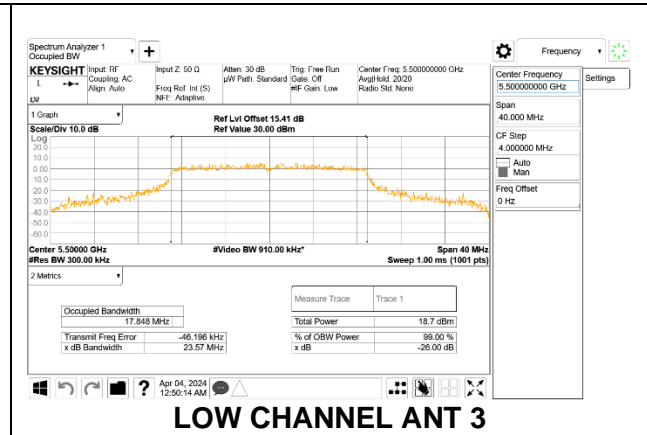 Spectrum Analyzer 1
Occupied BW
+
Frequency
KEYSIGHT
Input: RF
Coupling: AC
Align: Auto
Input Z: 50 Ω
Freq Ref: Int (S)
NFE: Adaptive
Atten: 30 dB
µW Path: Standard
Trig: Free Run
Gate: Off
#IF Gain: Low
Center Freq: 5.500000000 GHz
Avg|Hold: 20/20
Radio Std: None
L
Center Frequency
5.500000000 GHz
Settings
Span
40.000 MHz
CF Step
4.000000 MHz
Auto
Man
Freq Offset
0 Hz
1 Graph
Scale/Div 10.0 dB
Ref Lvl Offset 15.41 dB
Ref Value 30.00 dBm
Log
20.0
10.0
0.00
-10.0
-20.0
-30.0
-40.0
-50.0
-60.0
Center 5.50000 GHz
#Res BW 300.00 kHz
#Video BW 910.00 kHz*
Span 40 MHz
Sweep 1.00 ms (1001 pts)
2 Metrics
Measure Trace Trace 1
Occupied Bandwidth
17.848 MHz
Total Power 18.7 dBm
Transmit Freq Error -46.196 kHz
% of OBW Power 99.00 %
x dB Bandwidth 23.57 MHz
x dB -26.00 dB
?
Apr 04, 2024
12:50:14 AM
LOW CHANNEL ANT 3